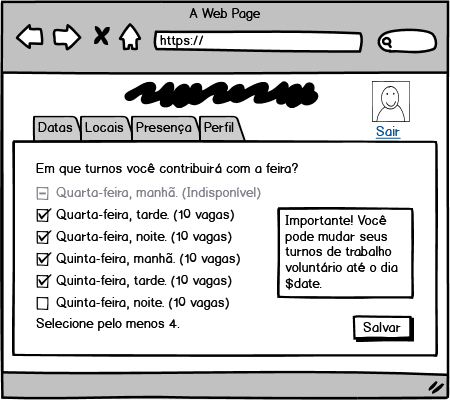 A Web Page
https://
Sair
Datas Locais Presença Perfil
Em que turnos você contribuirá com a feira?
Quarta-feira, manhã. (Indisponível)
Quarta-feira, tarde. (10 vagas)
Quarta-feira, noite. (10 vagas)
Quinta-feira, manhã. (10 vagas)
Quinta-feira, tarde. (10 vagas)
Quinta-feira, noite. (10 vagas)
Selecione pelo menos 4.
Importante! Você
pode mudar seus
turnos de trabalho
voluntário até o dia
$date.
Salvar